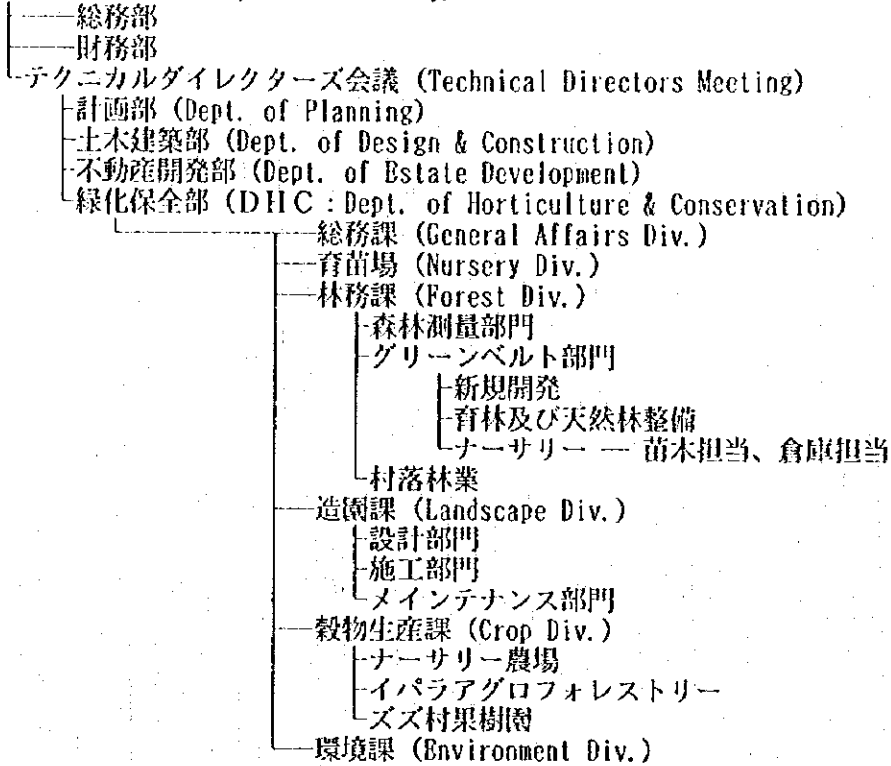 総務部
財務部
テクニカルダイレクターズ会議 (Technical Directors Meeting)
計画部 (Dept. of Planning)
土木建築部 (Dept. of Design & Construction)
不動産開発部 (Dept. of Estate Development)
緑化保全部 (DHC : Dept. of Horticulture & Conservation)
総務課 (General Affairs Div.)
育苗場 (Nursery Div.)
林務課 (Forest Div.)
森林測量部門
グリーンベルト部門
新規開発
育林及び天然林整備
ナーサリー — 苗木担当、倉庫担当
村落林業
造園課 (Landscape Div.)
設計部門
施工部門
メインテナンス部門
穀物生産課 (Crop Div.)
ナーサリー農場
イパラアグロフォレストリー
ズズ村果樹園
環境課 (Environment Div.)